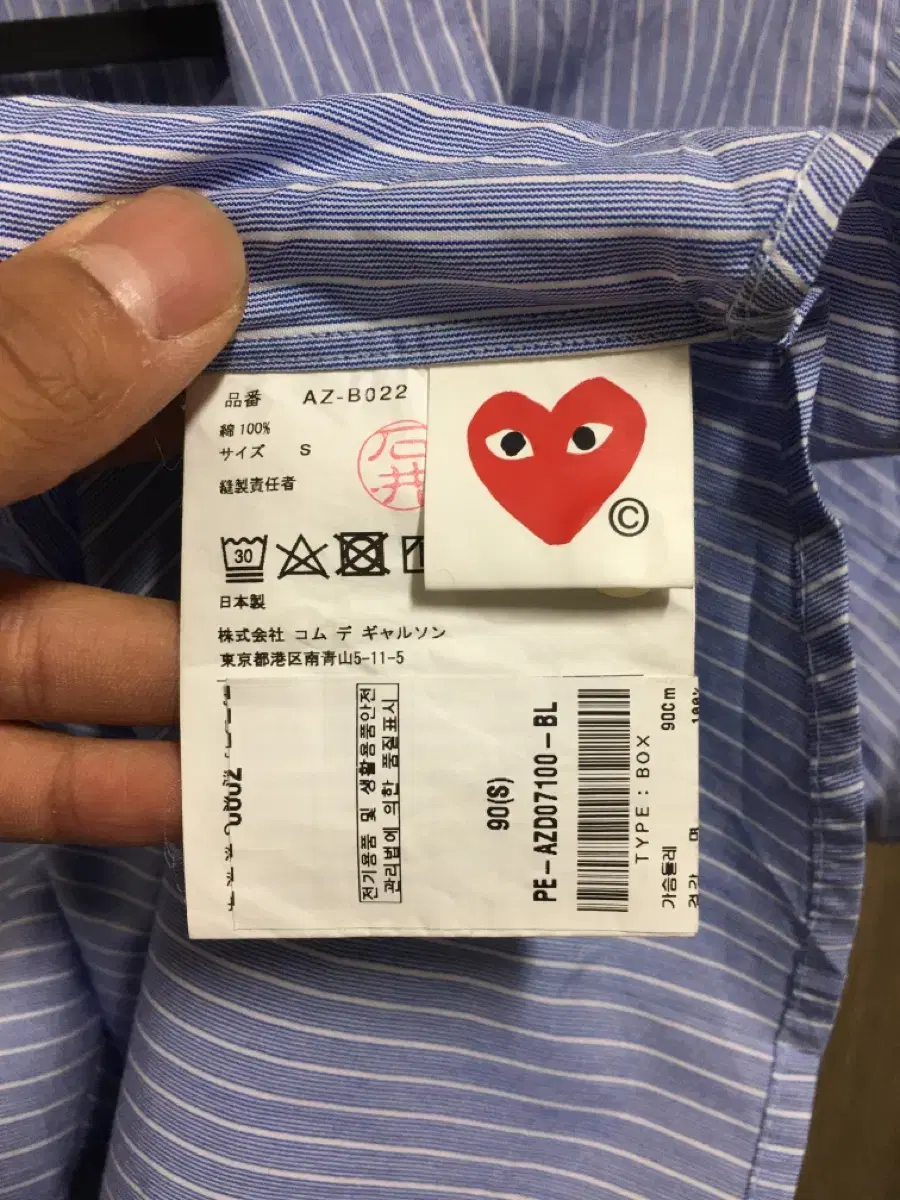 品番 AZ-B022
綿 100%
サイズ S
石井
縫製責任者
30
©
日本製
株式会社 コム デ ギャルソン
東京都港区南青山5-11-5
전기용품 및 생활용품안전
관리법에 의한 품질표시
90(S)
PE-AZD07100-BL
TYPE : BOX
가슴둘레 90Cm